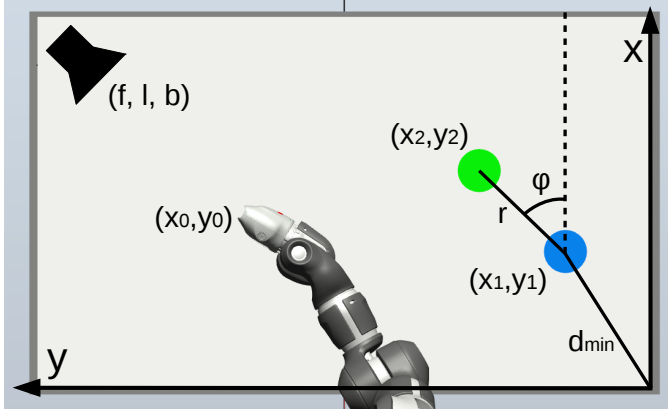 x
(f, l, b)
(x2,y2)
φ
(x0,y0)
r
(x1,y1)
dmin
y